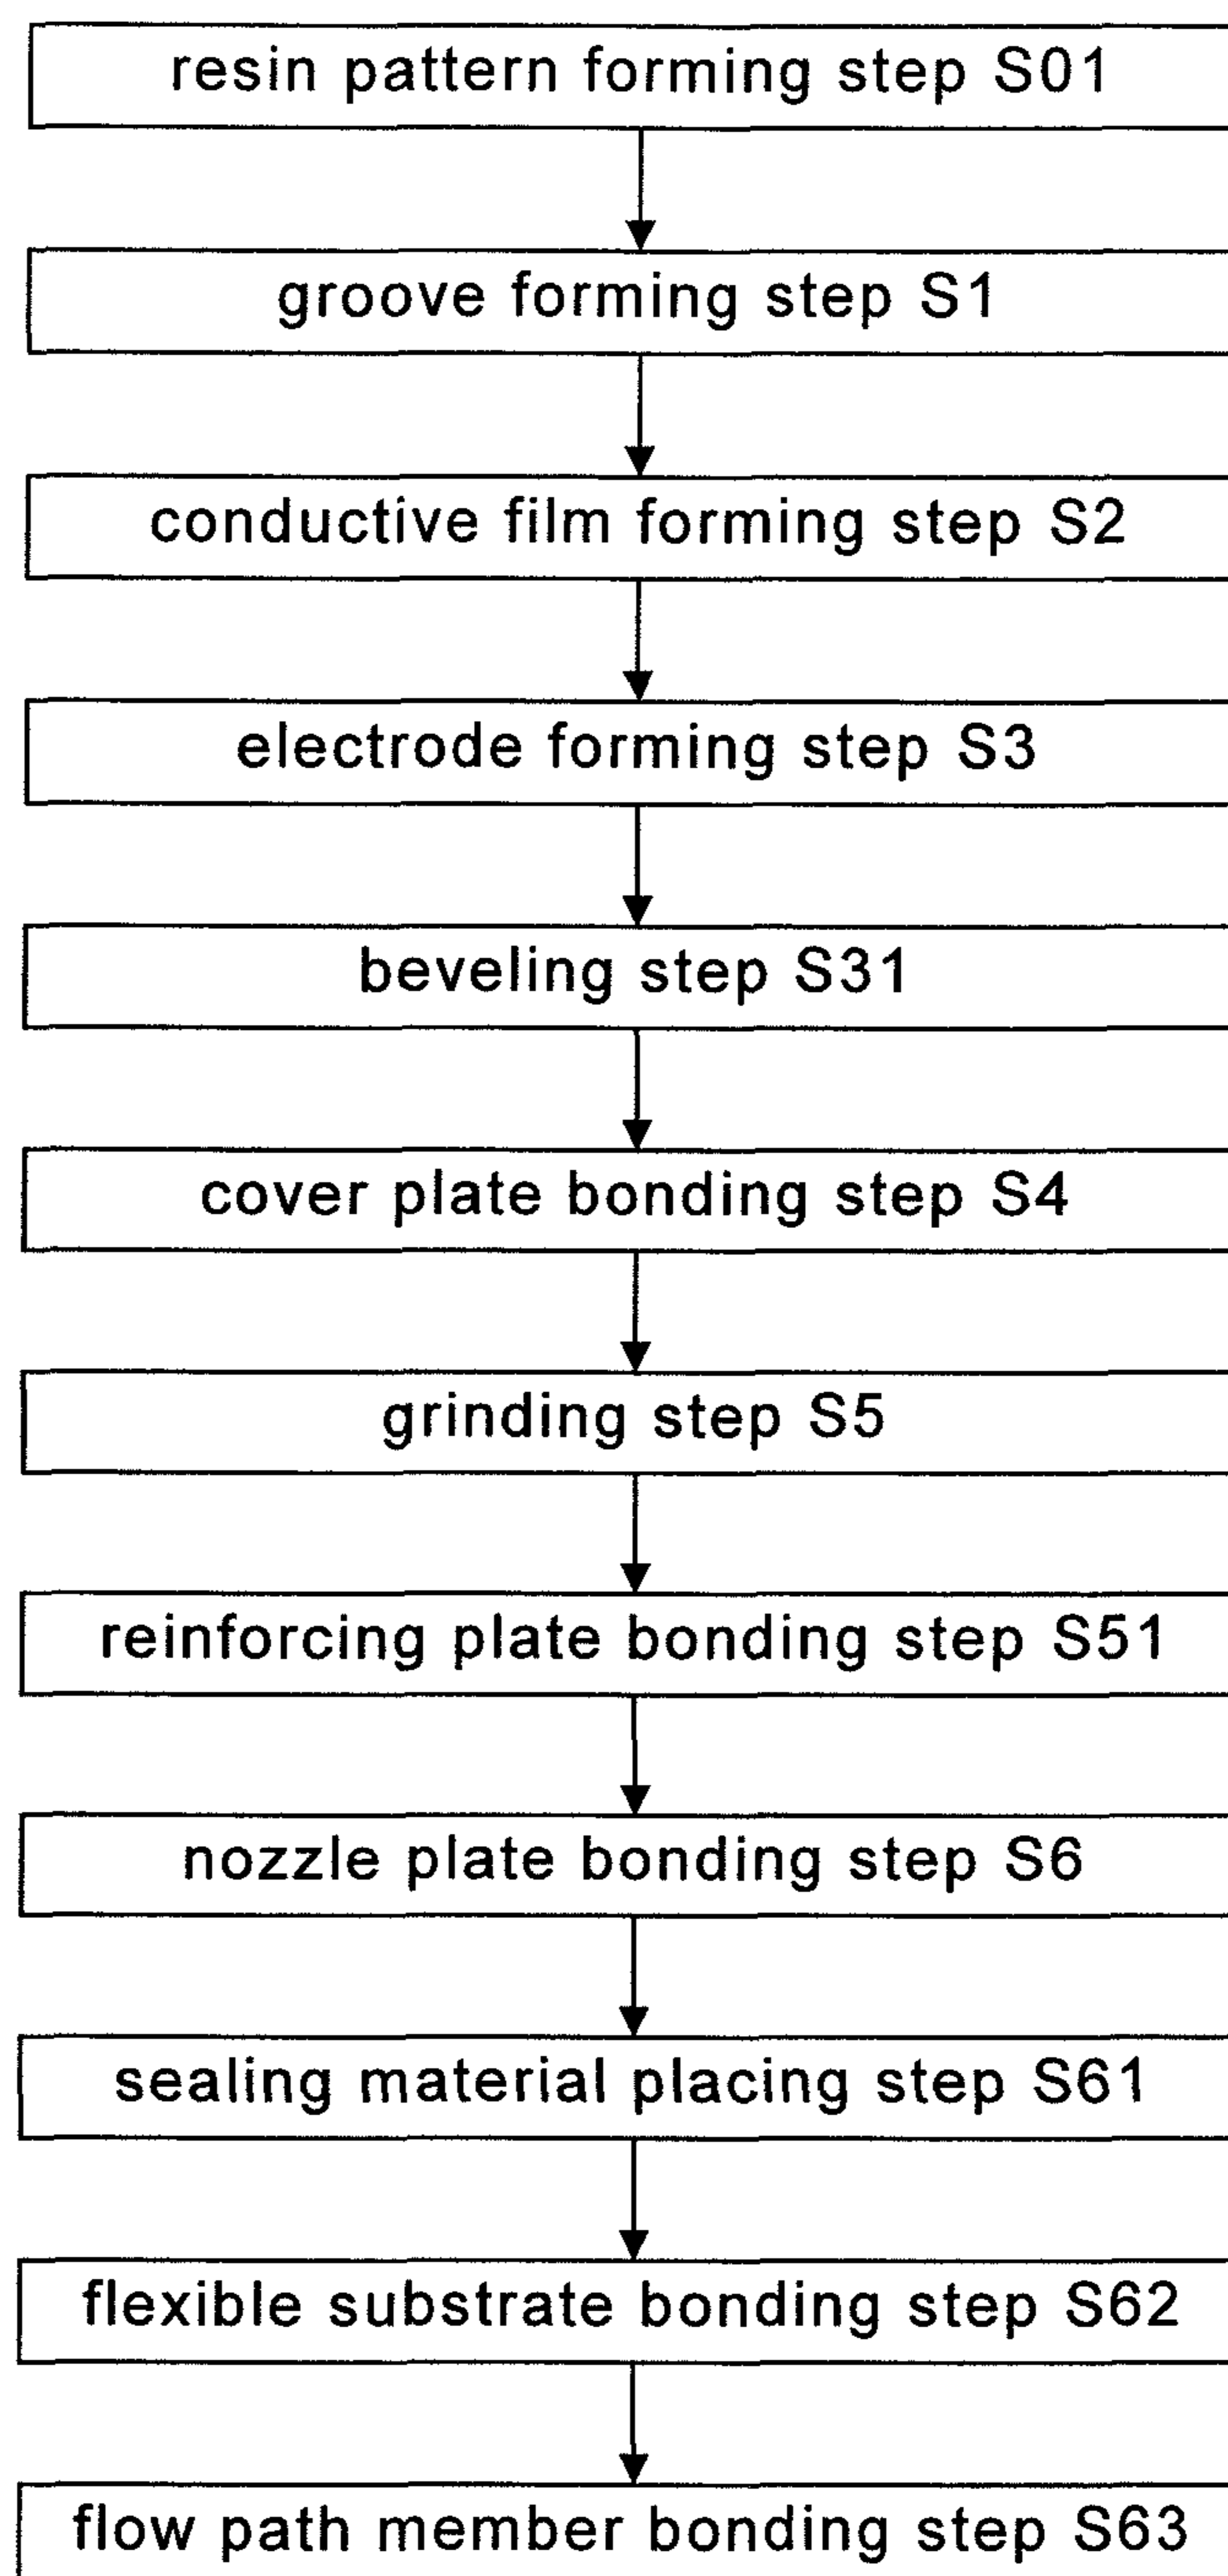 resin pattern forming step S01
groove forming step S1
conductive film forming step S2
electrode forming step S3
beveling step S31
cover plate bonding step S4
grinding step S5
reinforcing plate bonding step S51
nozzle plate bonding step S6
sealing material placing step S61
flexible substrate bonding step S62
flow path member bonding step S63